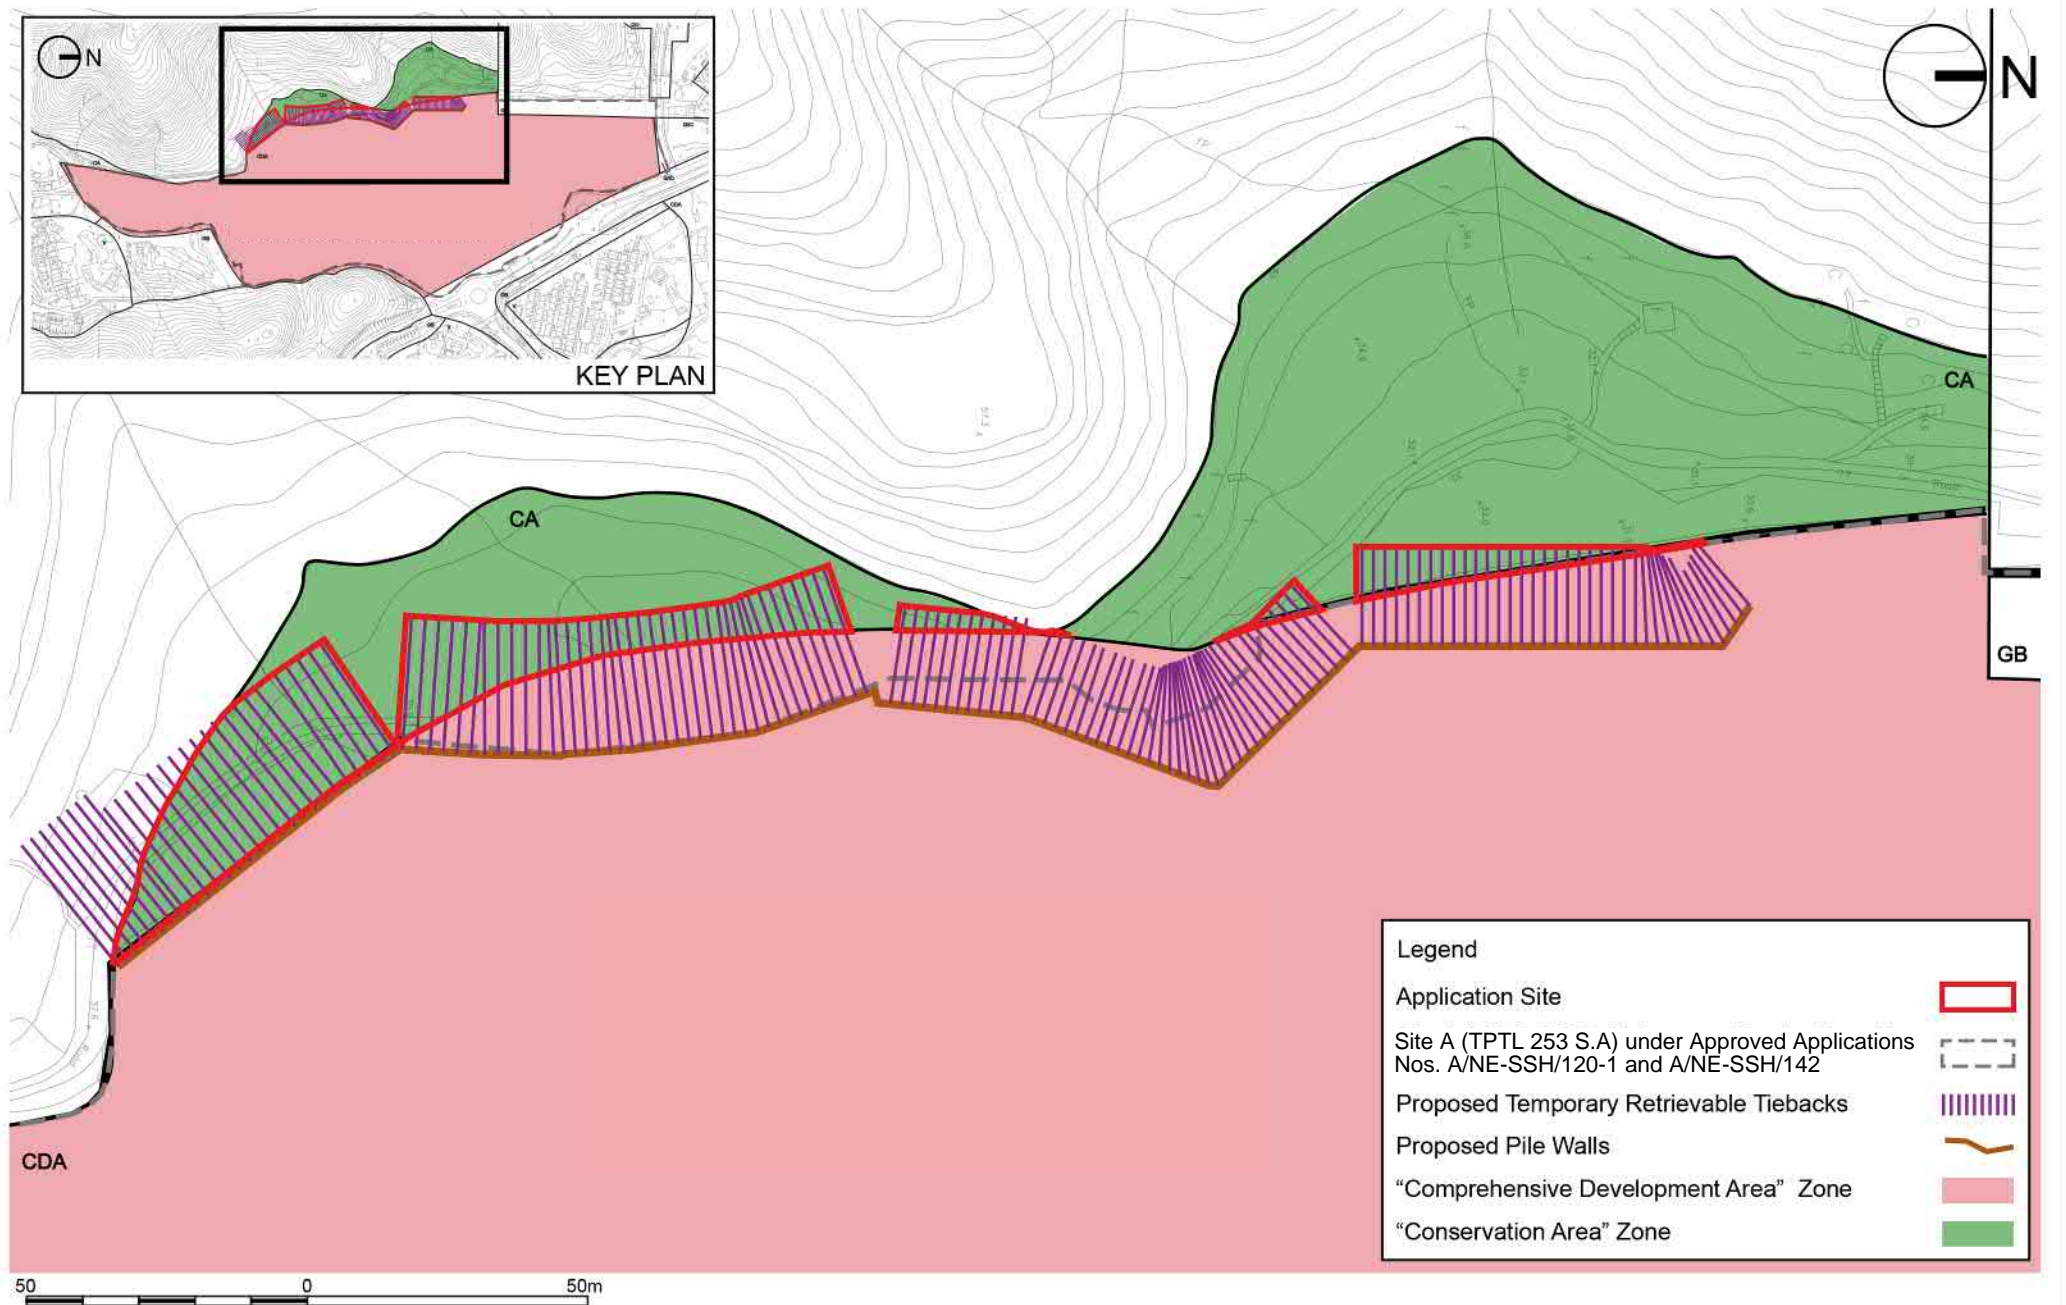 N
KEY PLAN
N
CA
CA
GB
CDA
Legend
Application Site
Site A (TPTL 253 S.A) under Approved Applications
Nos. A/NE-SSH/120-1 and A/NE-SSH/142
Proposed Temporary Retrievable Tiebacks
Proposed Pile Walls
“Comprehensive Development Area” Zone
“Conservation Area” Zone
50 0 50m